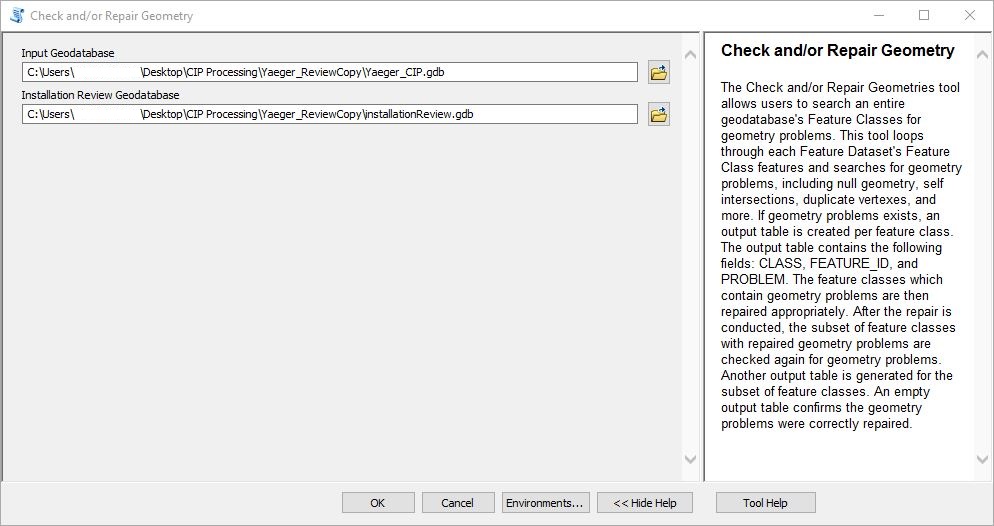 Check and/or Repair Geometry
Input Geodatabase
C:\Users\ \Desktop\CIP Processing\Yaeger_ReviewCopy\Yaeger_CIP.gdb
Installation Review Geodatabase
C:\Users\ \Desktop\CIP Processing\Yaeger_ReviewCopy\installationReview.gdb
Check and/or Repair Geometry
The Check and/or Repair Geometries tool
allows users to search an entire
geodatabase's Feature Classes for
geometry problems. This tool loops
through each Feature Dataset's Feature
Class features and searches for geometry
problems, including null geometry, self
intersections, duplicate vertexes, and
more. If geometry problems exists, an
output table is created per feature class.
The output table contains the following
fields: CLASS, FEATURE_ID, and
PROBLEM. The feature classes which
contain geometry problems are then
repaired appropriately. After the repair is
conducted, the subset of feature classes
with repaired geometry problems are
checked again for geometry problems.
Another output table is generated for the
subset of feature classes. An empty
output table confirms the geometry
problems were correctly repaired.
OK
Cancel
Environments...
<< Hide Help
Tool Help